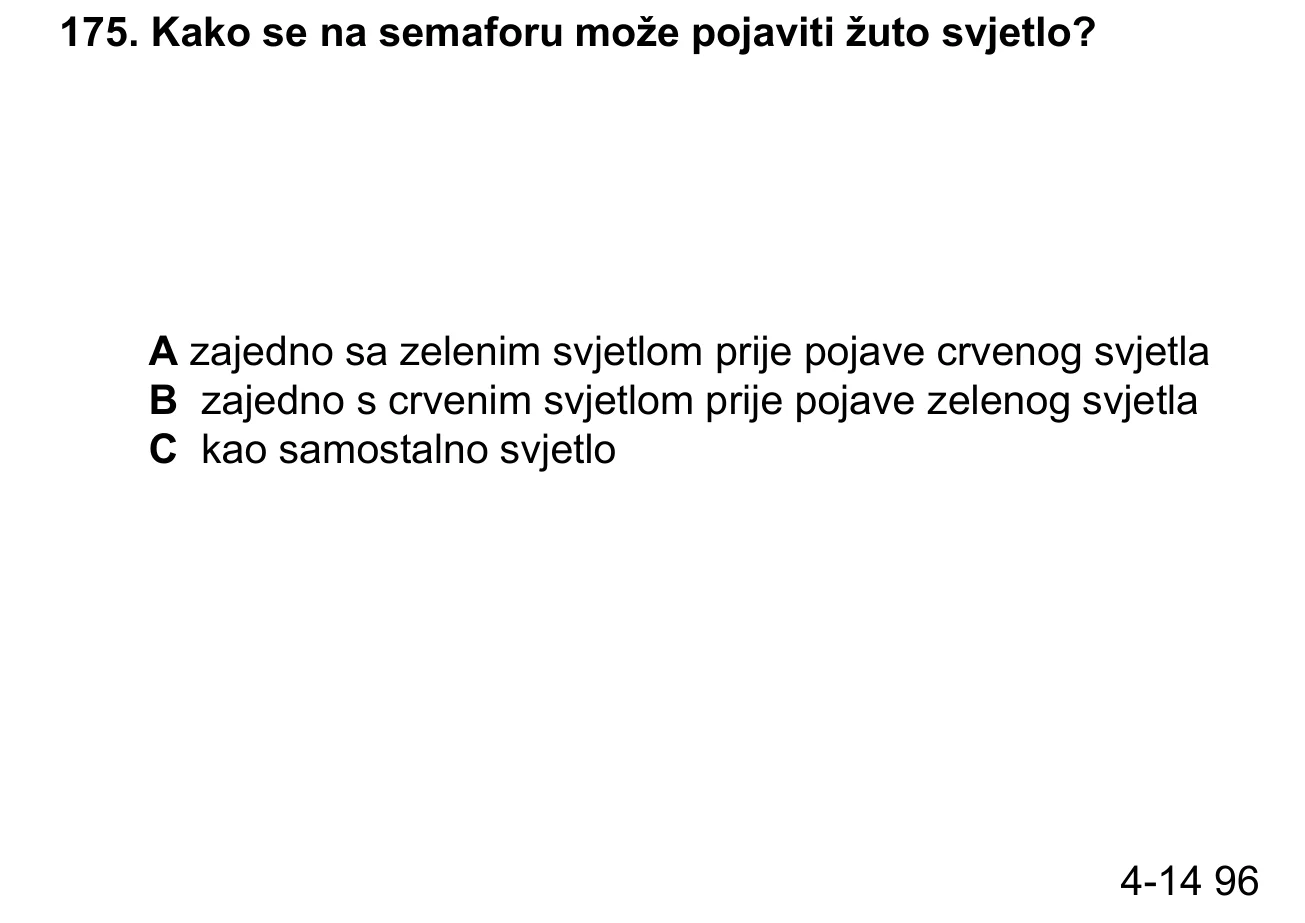 175. Kako se na semaforu može pojaviti žuto svjetlo?
A zajedno sa zelenim svjetlom prije pojave crvenog svjetla
B zajedno s crvenim svjetlom prije pojave zelenog svjetla
C kao samostalno svjetlo
4-14 96